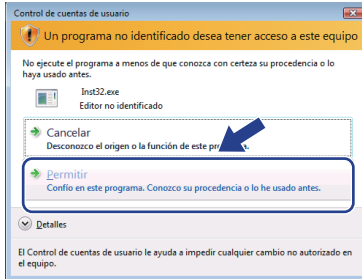 Control de cuentas de usuario
Un programa no identificado desea tener acceso a este equipo
No ejecute el programa a menos de que conozca con certeza su procedencia o lo
haya usado antes.
Inst32.exe
Editor no identificado
Cancelar
Desconozco el origen o la función de este
Permitir
Confío en este programa. Conozco su procedencia o lo he usado antes.
Detalles
El Control de cuentas de usuario le ayuda a impedir cualquier cambio no autorizado en
el equipo.